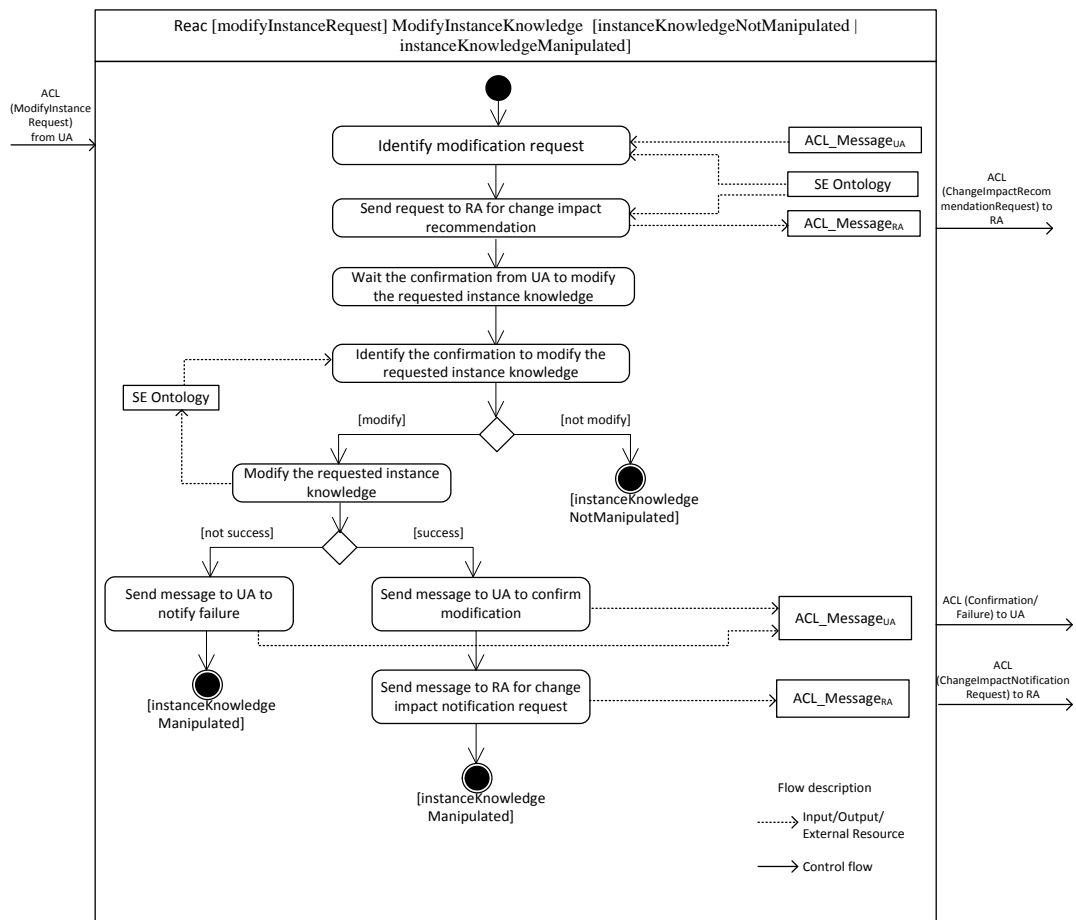 Reac [modifyInstanceRequest] ModifyInstanceKnowledge [instanceKnowledgeNotManipulated |
instanceKnowledgeManipulated]
ACL
(ModifyInstance
Request)
from UA
Identify modification request
ACL_MessageUA
SE Ontology
ACL
(ChangeImpactRecom
mendationRequest) to
RA
Send request to RA for change impact
recommendation
ACL_MessageRA
Wait the confirmation from UA to modify
the requested instance knowledge
Identify the confirmation to modify the
requested instance knowledge
SE Ontology
[modify]
[not modify]
Modify the requested instance
knowledge
[instanceKnowledge
NotManipulated]
[not success]
[success]
Send message to UA to
notify failure
Send message to UA to confirm
modification
ACL_MessageUA
ACL (Confirmation/
Failure) to UA
ACL
(ChangeImpactNotification
Request) to RA
Send message to RA for change
impact notification request
ACL_MessageRA
[instanceKnowledge
Manipulated]
[instanceKnowledge
Manipulated]
Flow description
Input/Output/
External Resource
Control flow